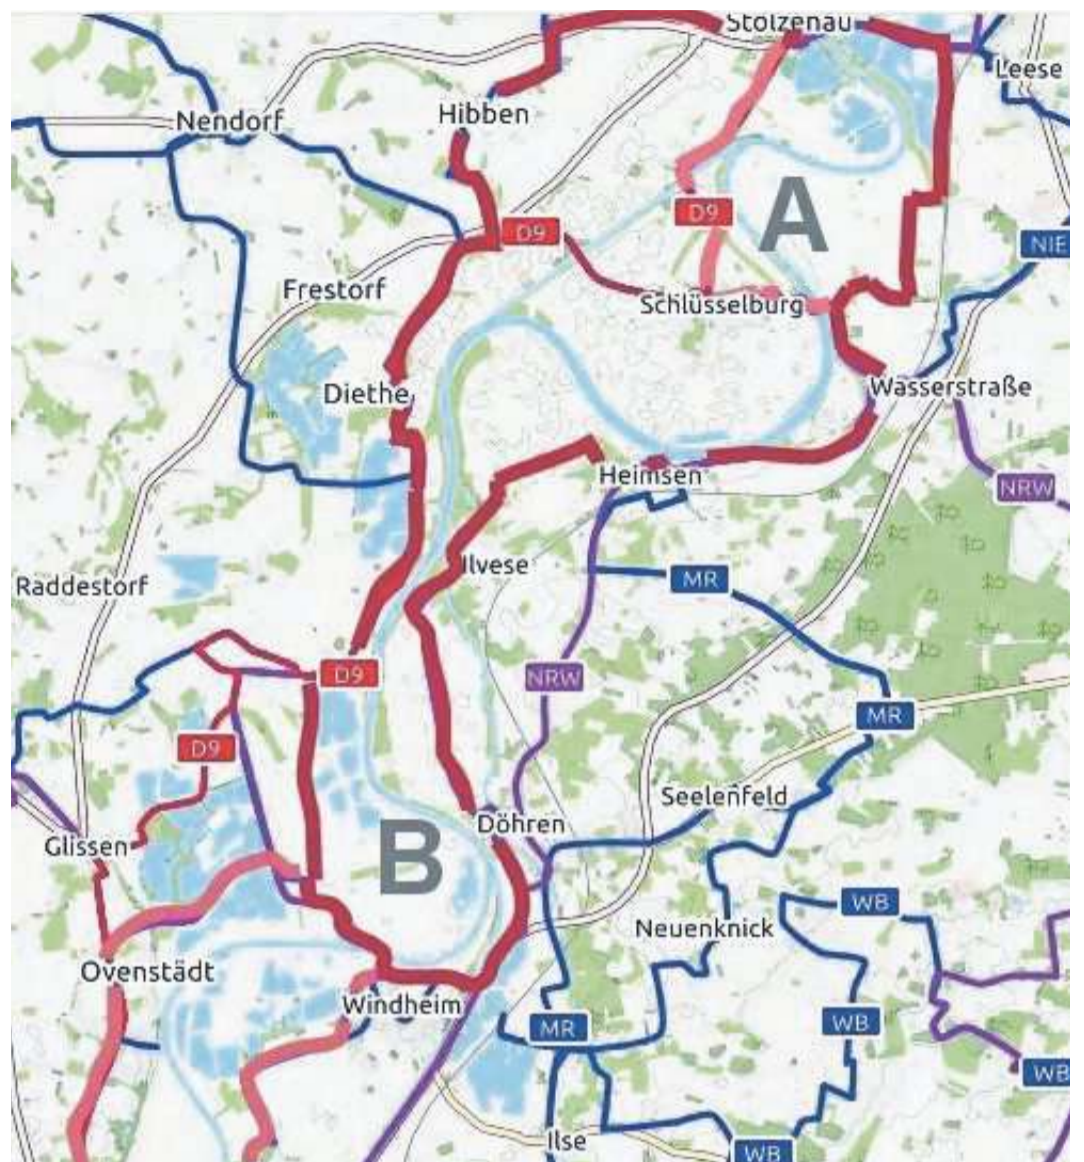 Stolzenau
Leese
Hibben
Nendorf
A
D9
D9
NIE
Frestorf
Schlüsselburg
Diethe
Wasserstraße
Heimsen
NRW
Ilvese
MR
Raddestorf
D9
NRW
MR
D9
Seelenfeld
Döhren
Glissen
B
WB
Neuenknick
Ovenstädt
Windheim
MR
WB
WB
Ilse
WB